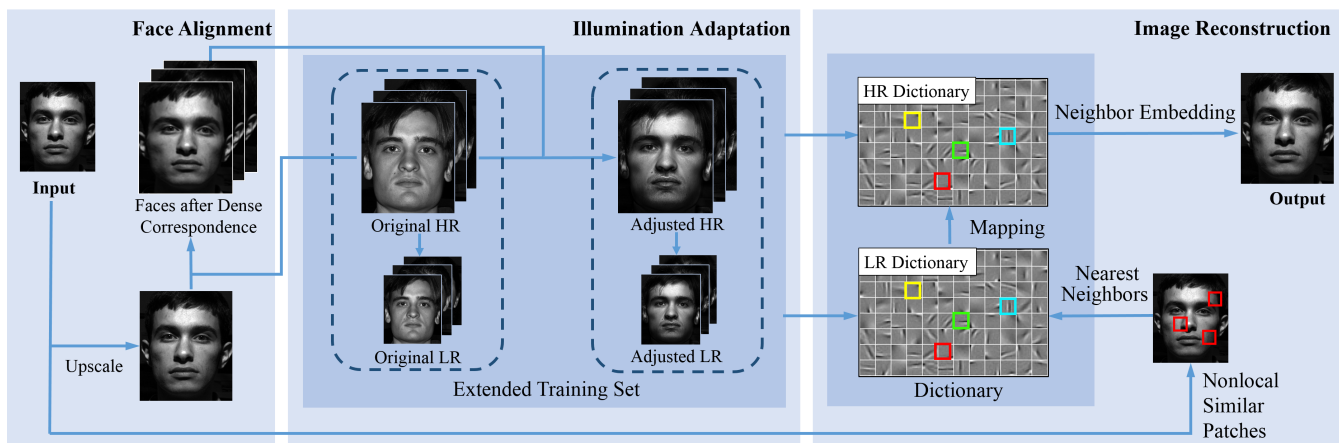 Face Alignment
Input
Faces after Dense
Correspondence
Upscale
Illumination Adaptation
Original HR
Adjusted HR
Original LR
Adjusted LR
Extended Training Set
Image Reconstruction
HR Dictionary
Neighbor Embedding
Output
Mapping
LR Dictionary
Nearest
Neighbors
Dictionary
Nonlocal
Similar
Patches